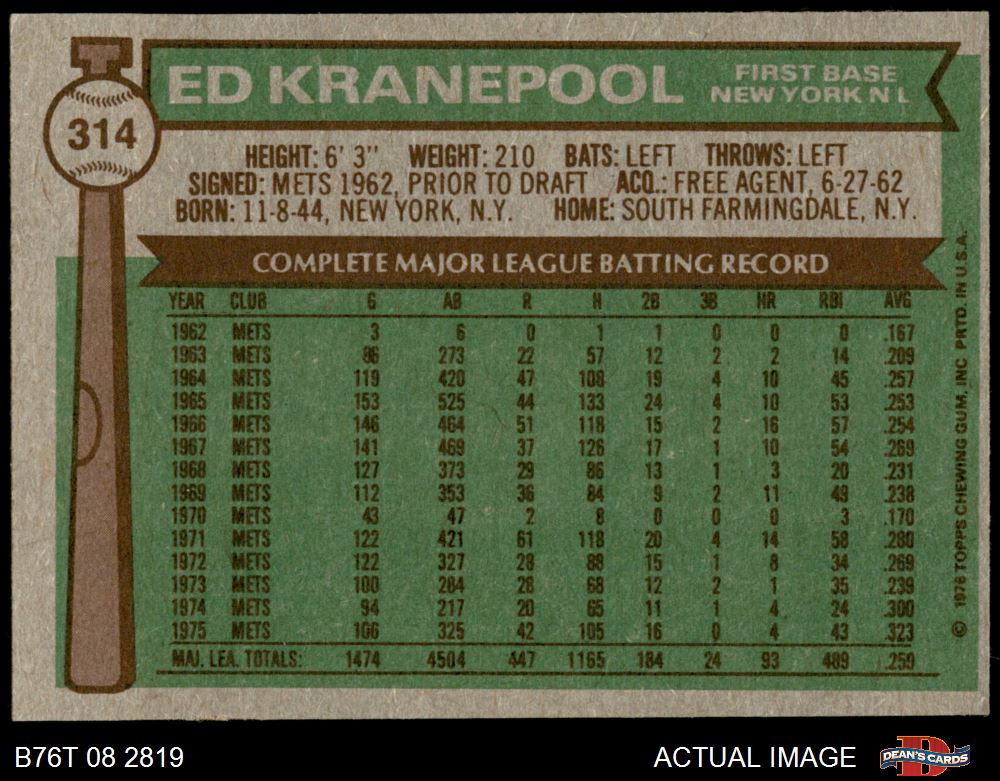 314
ED KRANEPOOL
FIRST BASE
NEW YORK N L
HEIGHT: 6' 3" WEIGHT: 210 BATS: LEFT THROWS: LEFT
SIGNED: METS 1962, PRIOR TO DRAFT ACQ.: FREE AGENT, 6-27-62
BORN: 11-8-44, NEW YORK, N.Y. HOME: SOUTH FARMINGDALE, N.Y.
COMPLETE MAJOR LEAGUE BATTING RECORD
YEAR CLUB G AB R H 2B 3B HR RBI AVG
1962 METS 3 6 0 1 1 0 0 0 .167
1963 METS 86 273 22 57 12 2 2 14 .209
1964 METS 119 420 47 108 19 4 10 45 .257
1965 METS 153 525 44 133 24 4 10 53 .253
1966 METS 146 464 51 118 15 2 16 57 .254
1967 METS 141 469 37 126 17 1 10 54 .269
1968 METS 127 373 29 86 13 1 3 20 .231
1969 METS 112 353 36 84 9 2 11 49 .238
1970 METS 43 47 2 8 0 0 0 3 .170
1971 METS 122 421 61 118 20 4 14 58 .280
1972 METS 122 327 28 88 15 1 8 34 .269
1973 METS 100 284 28 68 12 2 1 35 .239
1974 METS 94 217 20 65 11 1 4 24 .300
1975 METS 106 325 42 105 16 0 4 43 .323
MAJ. LEA. TOTALS: 1474 4504 447 1165 184 24 93 489 .259
© 1976 TOPPS CHEWING GUM, INC PRTD. IN U.S.A.
B76T 08 2819
ACTUAL IMAGE
DEAN'S CARDS